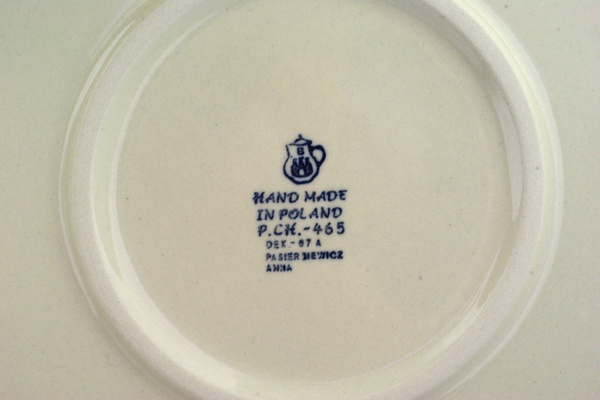 B
HAND MADE
IN POLAND
P.CH.-465
DEK.-87 A
PASIERBIEWICZ
ANNA